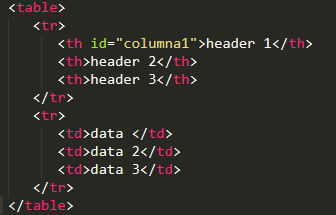 <table>
<tr>
<th id="columna1">header 1</th>
<th>header 2</th>
<th>header 3</th>
</tr>
<tr>
<td>data </td>
<td>data 2</td>
<td>data 3</td>
</tr>
</table>